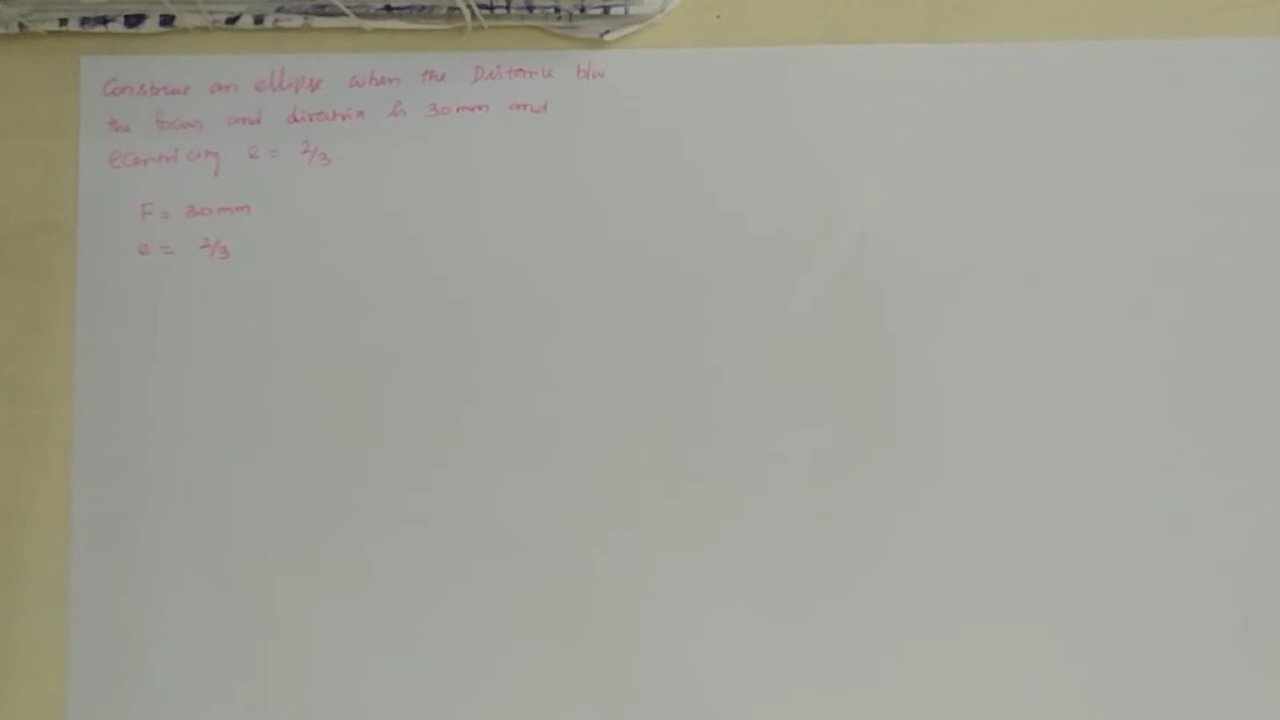 Construct an ellipse when the Distance b/w
the focus and directrix is 30mm and
eccentricity e = 2/3
F = 30mm
e = 2/3